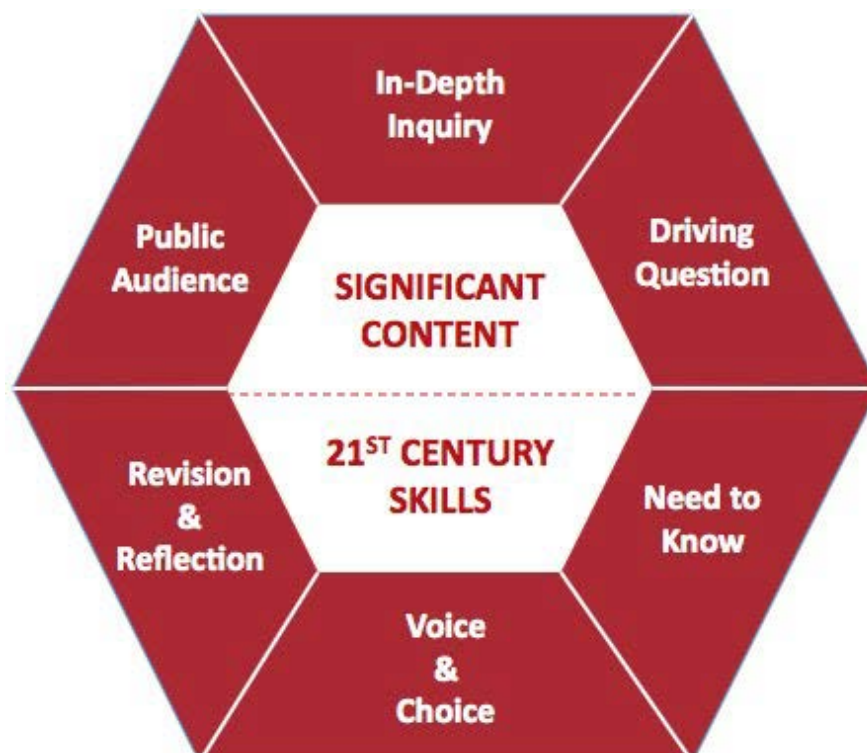 In-Depth
Inquiry
Driving
Question
Need to
Know
Voice
&
Choice
Revision
&
Reflection
Public
Audience
SIGNIFICANT
CONTENT
21ST CENTURY
SKILLS